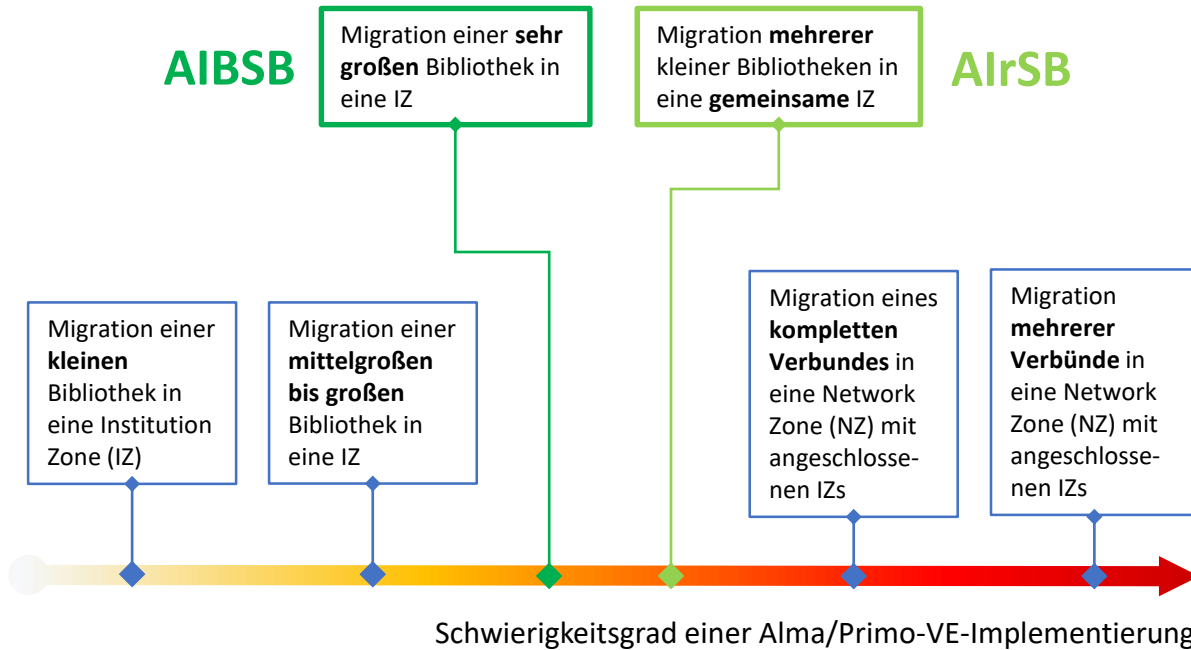 AIBSB
Migration einer sehr
großen Bibliothek in
eine IZ
Migration mehrerer
kleiner Bibliotheken in
eine gemeinsame IZ
AIrSB
Migration einer
kleinen
Bibliothek in
eine Institution
Zone (IZ)
Migration einer
mittelgroßen
bis großen
Bibliothek in
eine IZ
Migration eines
kompletten
Verbundes in
eine Network
Zone (NZ) mit
angeschlosse-
nen IZs
Migration
mehrerer
Verbünde in
eine Network
Zone (NZ) mit
angeschlosse-
nen IZs
Schwierigkeitsgrad einer Alma/Primo-VE-Implementierung